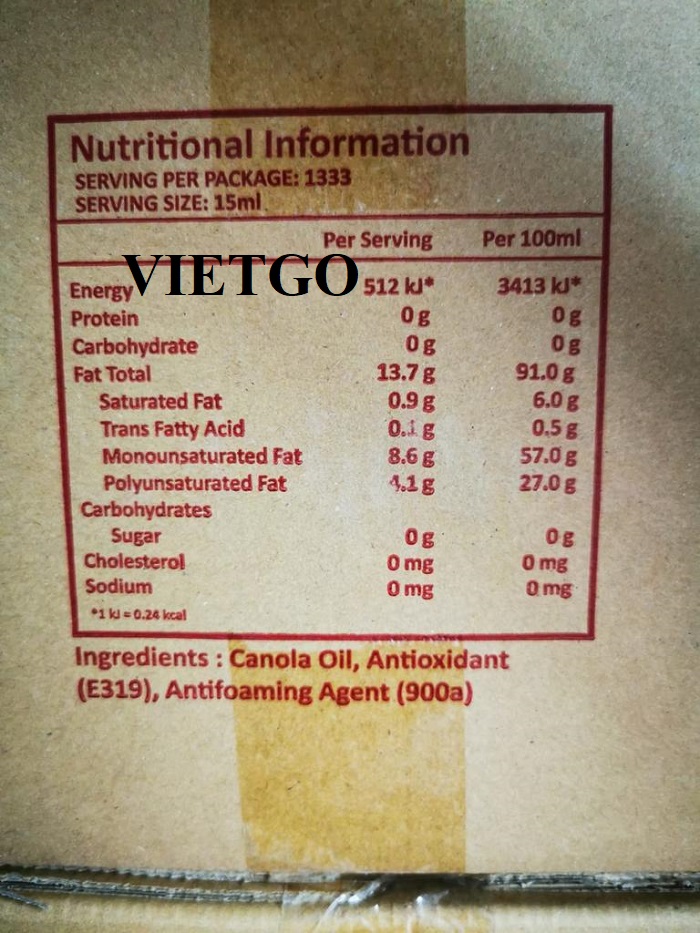 Nutritional Information
SERVING PER PACKAGE: 1333
SERVING SIZE: 15ml
Per Serving Per 100ml
VIETGO
Energy 512 kJ* 3413 kJ*
Protein 0 g 0 g
Carbohydrate 0 g 0 g
Fat Total 13.7 g 91.0 g
Saturated Fat 0.9 g 6.0 g
Trans Fatty Acid 0.1 g 0.5 g
Monounsaturated Fat 8.6 g 57.0 g
Polyunsaturated Fat 4.1 g 27.0 g
Carbohydrates
Sugar 0 g 0 g
Cholesterol 0 mg 0 mg
Sodium 0 mg 0 mg
*1 kJ = 0.24 kcal
Ingredients : Canola Oil, Antioxidant
(E319), Antifoaming Agent (900a)